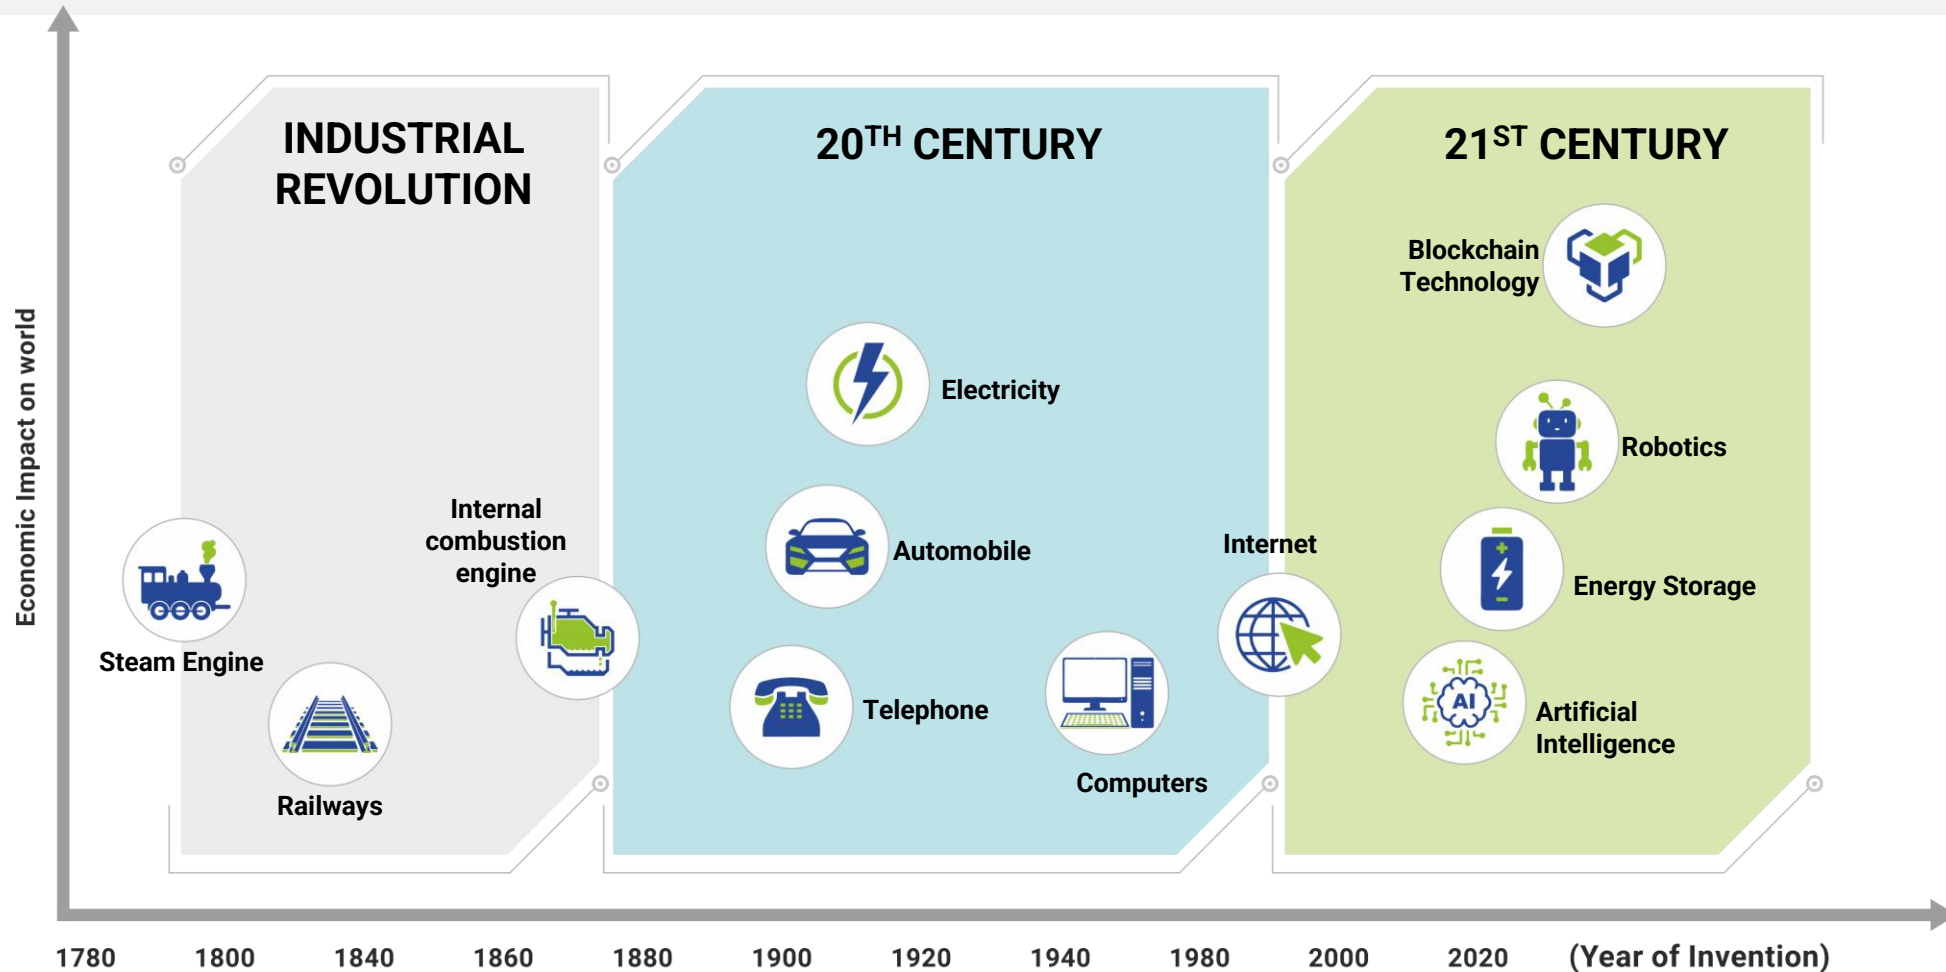 INDUSTRIAL
REVOLUTION
20TH CENTURY
21ST CENTURY
Blockchain
Technology
Electricity
Robotics
Internal
combustion
engine
Automobile
Internet
Energy Storage
Steam Engine
Railways
Telephone
Computers
AI
Artificial
Intelligence
Economic Impact on world
1780 1800 1840 1860 1880 1900 1920 1940 1980 2000 2020 (Year of Invention)